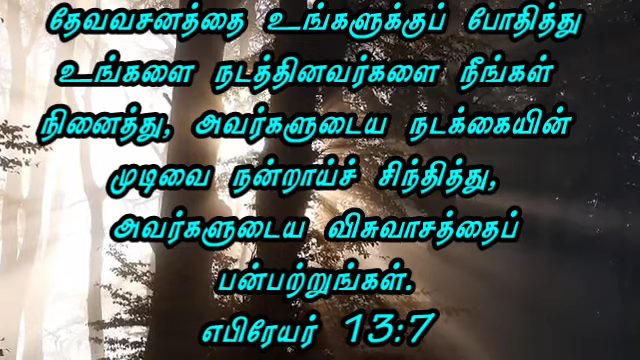 தேவவசனத்தை உங்களுக்குப் போதித்து
உங்களை நடத்தினவர்களை நீங்கள்
நினைத்து, அவர்களுடைய நடக்கையின்
முடிவை நன்றாய்ச் சிந்தித்து,
அவர்களுடைய விசுவாசத்தைப்
பன்பற்றுங்கள்.
எபிரேயர் 13:7